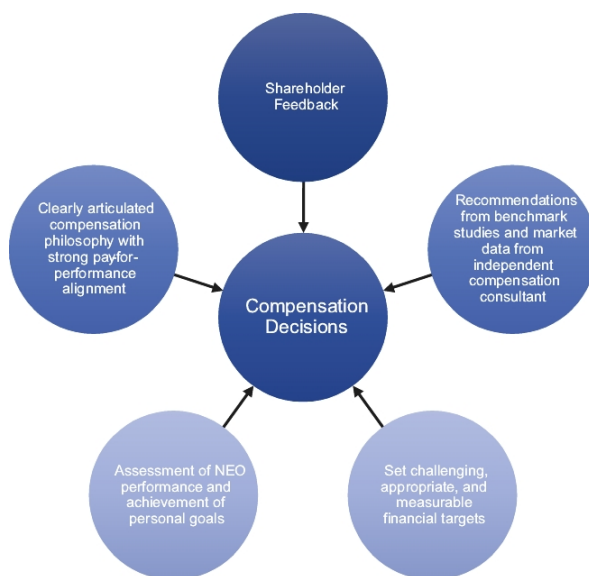 Shareholder
Feedback
Clearly articulated
compensation
philosophy with
strong pay-for-
performance
alignment
Recommendations
from benchmark
studies and market
data from
independent
compensation
consultant
Compensation
Decisions
Assessment of NEO
performance and
achievement of
personal goals
Set challenging,
appropriate, and
measurable
financial targets